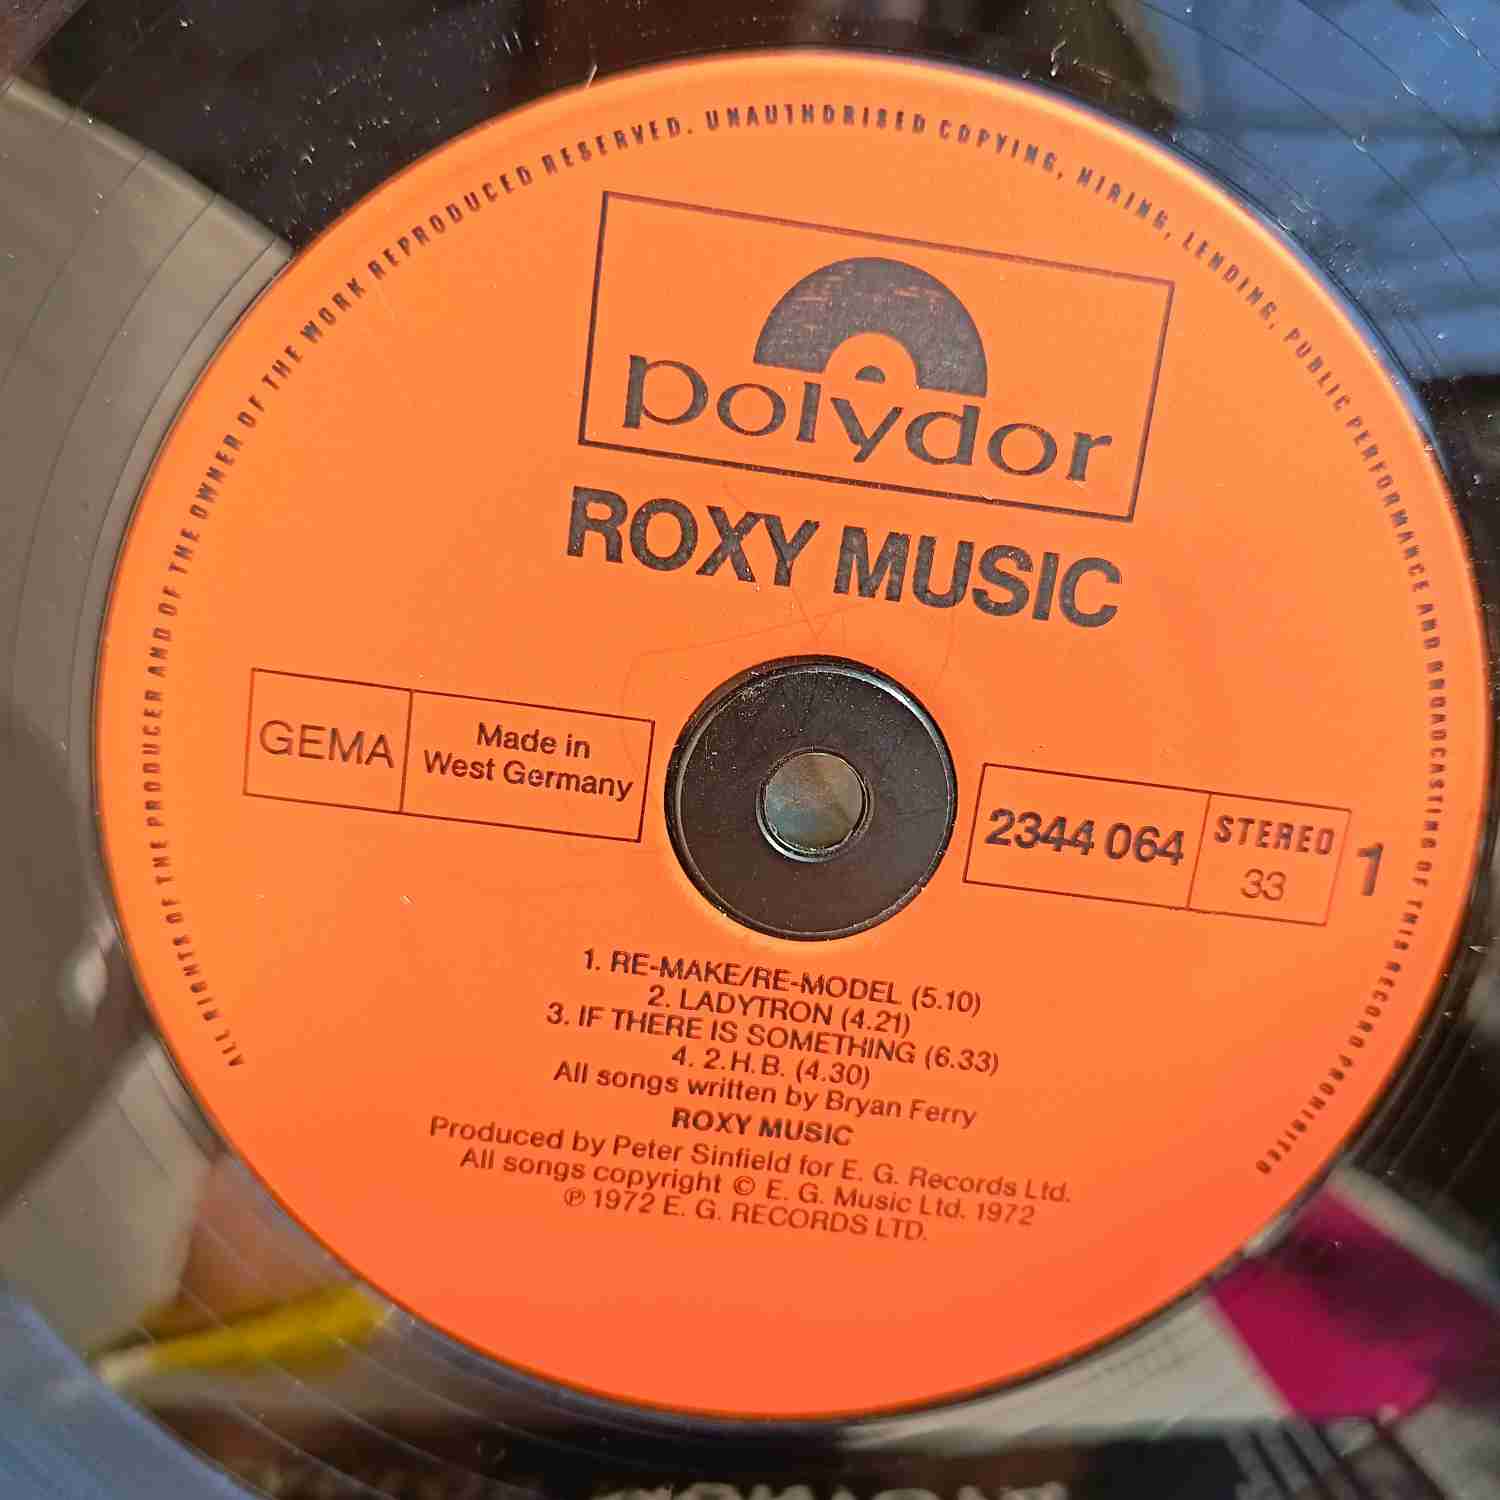 ALL RIGHTS OF THE PRODUCER AND OF THE OWNER OF THE WORK REPRODUCED RESERVED. UNAUTHORISED COPYING, HIRING, LENDING, PUBLIC PERFORMANCE AND BROADCASTING OF THIS RECORD PROHIBITED
polydor
ROXY MUSIC
GEMA
Made in
West Germany
2344 064
STEREO
33
1
1. RE-MAKE/RE-MODEL (5.10)
2. LADYTRON (4.21)
3. IF THERE IS SOMETHING (6.33)
4. 2.H.B. (4.30)
All songs written by Bryan Ferry
ROXY MUSIC
Produced by Peter Sinfield for E. G. Records Ltd.
All songs copyright © E. G. Music Ltd. 1972
℗ 1972 E. G. RECORDS LTD.